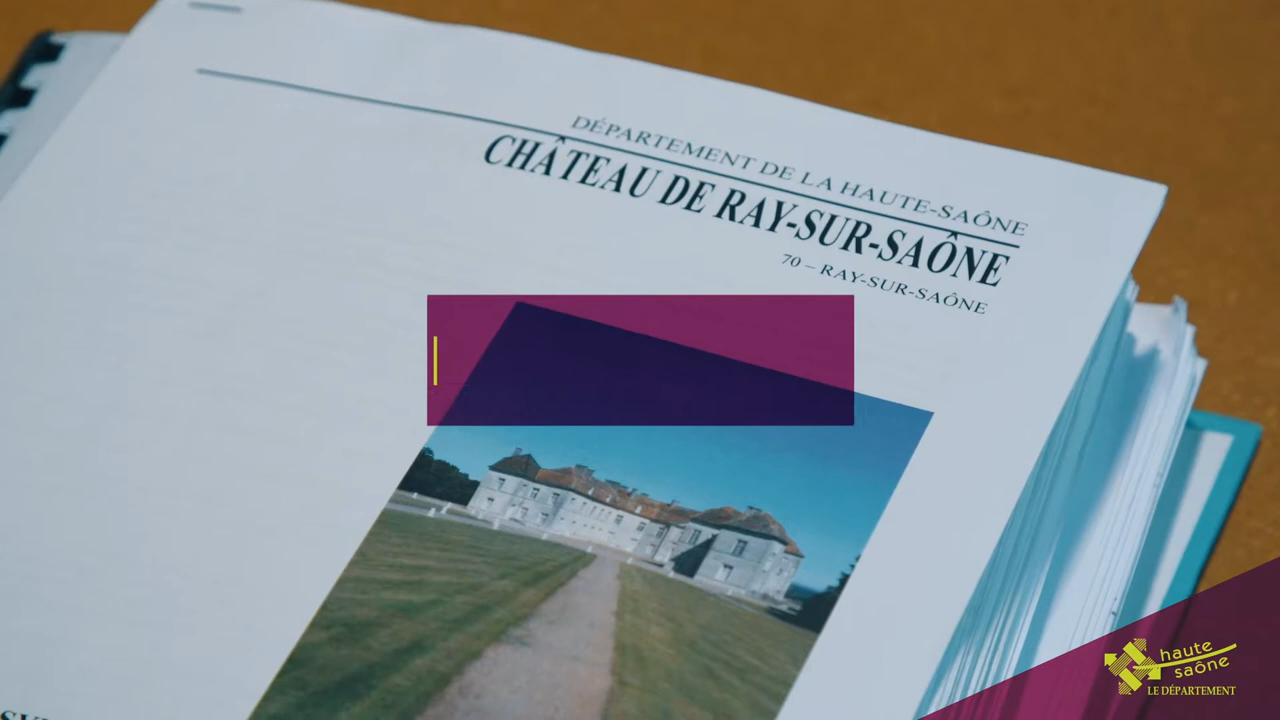 DÉPARTEMENT DE LA HAUTE-SAÔNE
CHÂTEAU DE RAY-SUR-SAÔNE
70 – RAY-SUR-SAÔNE
haute
saône
LE DÉPARTEMENT